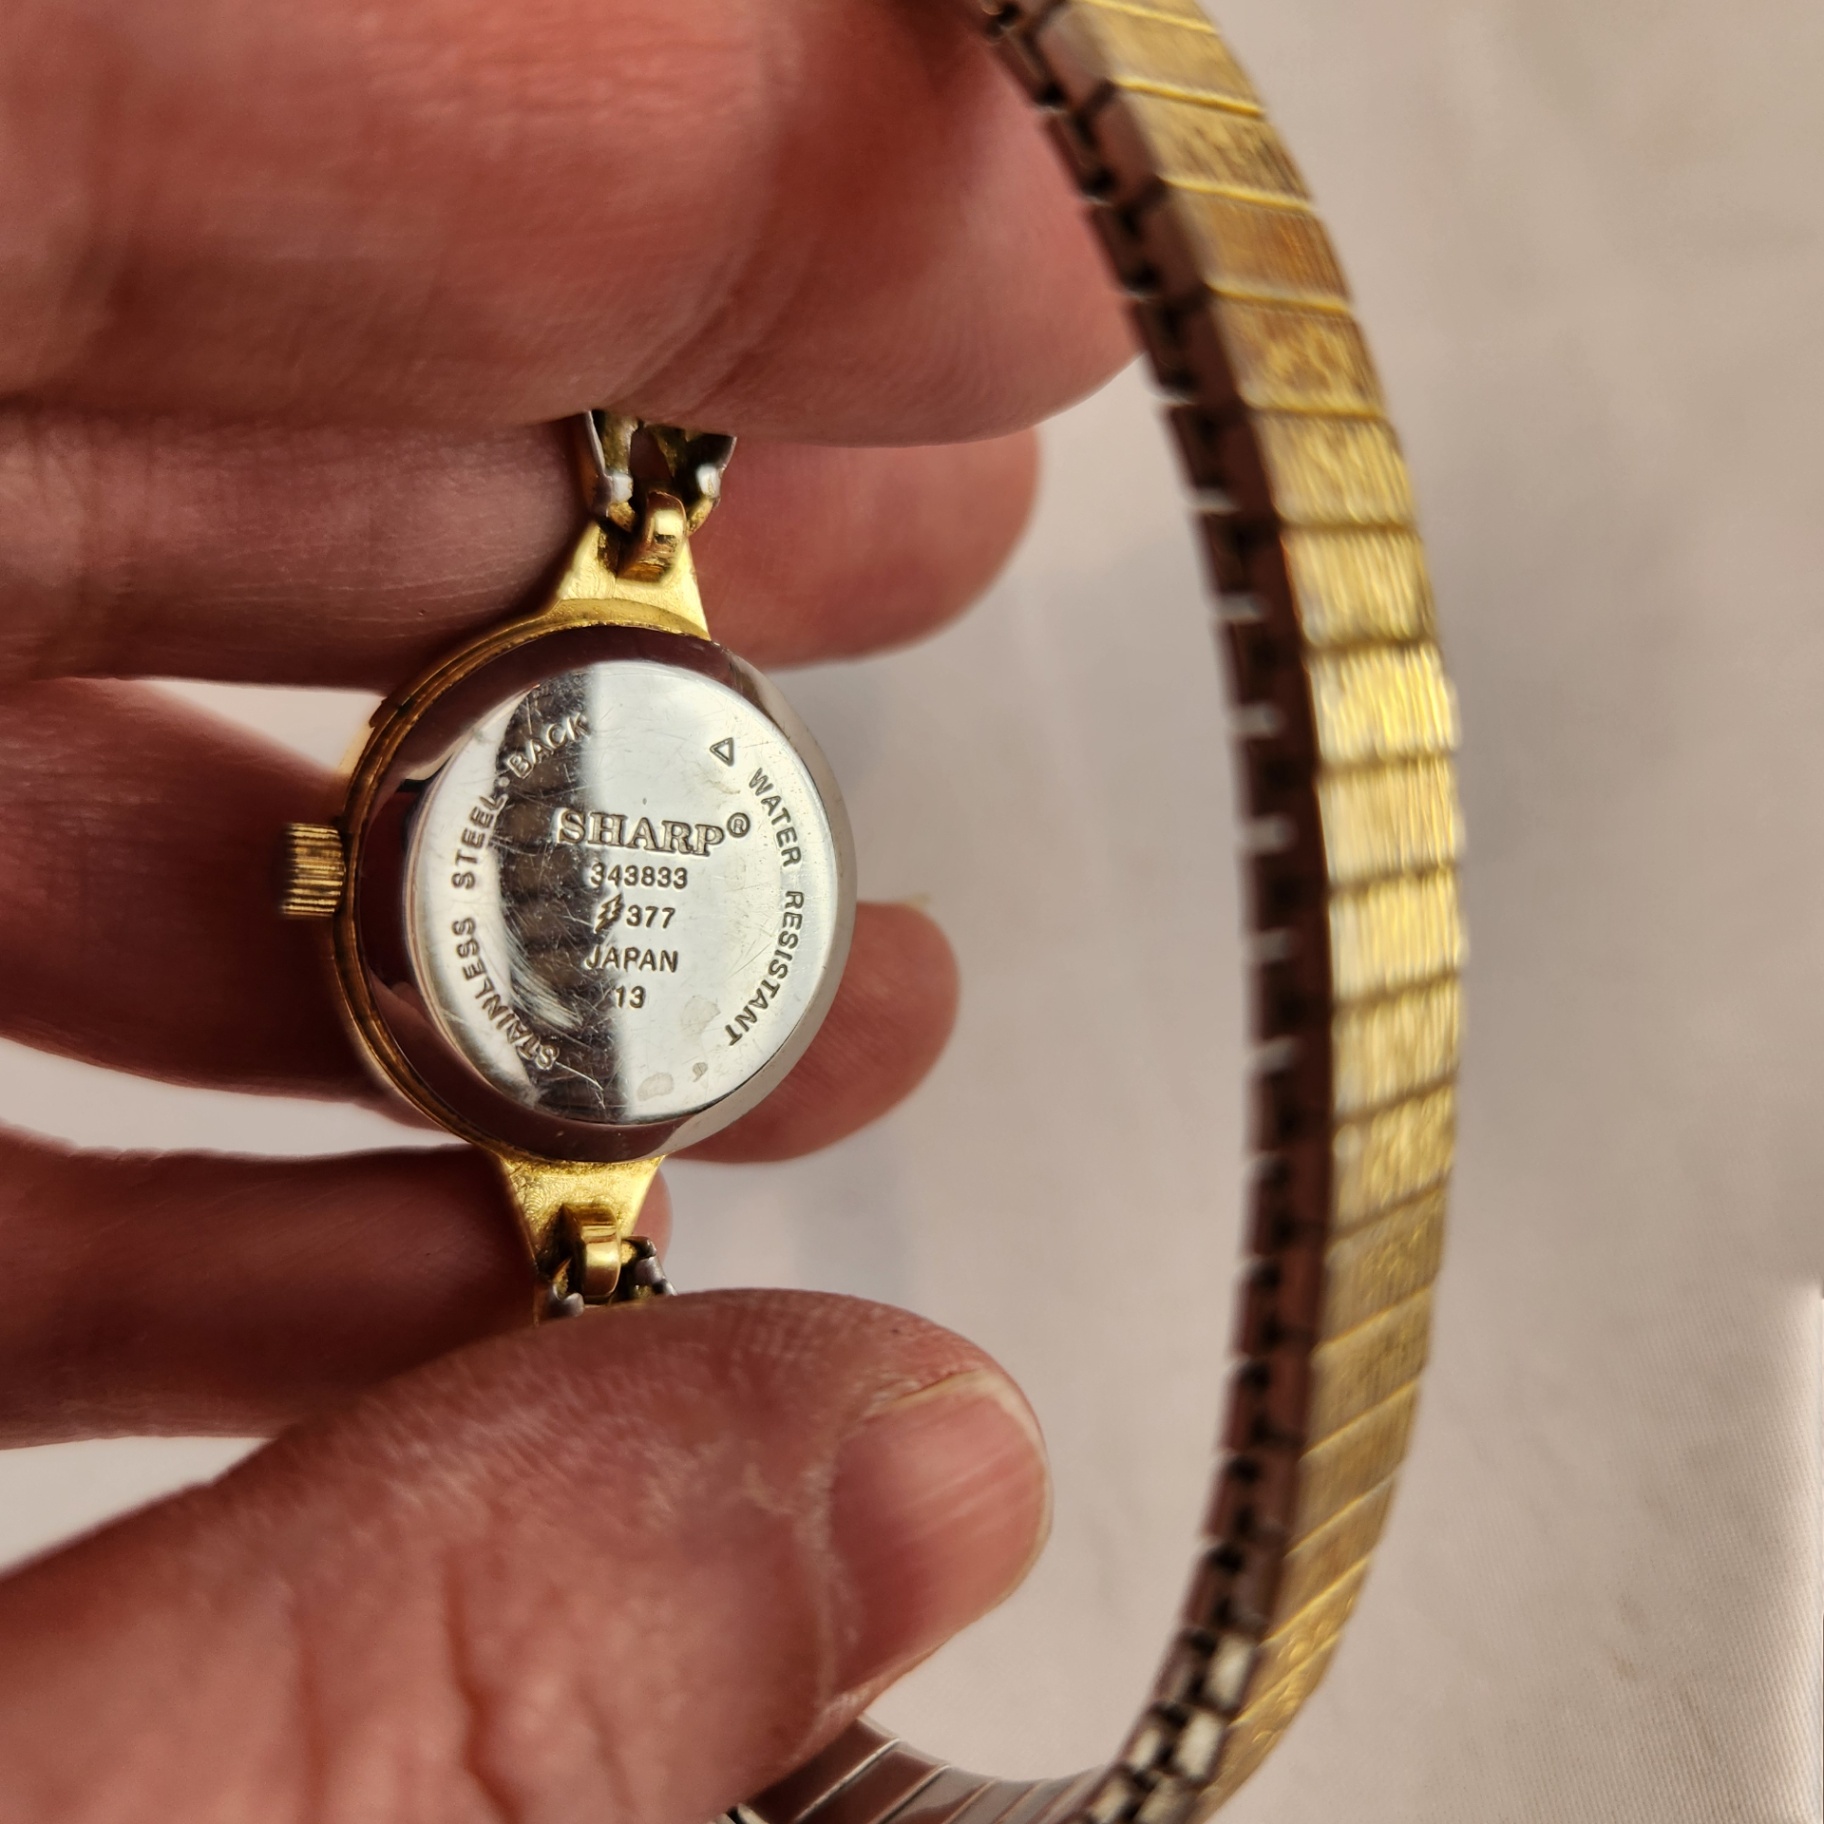 SHARP®
343833
377
JAPAN
13
STAINLESS STEEL • BACK
WATER RESISTANT